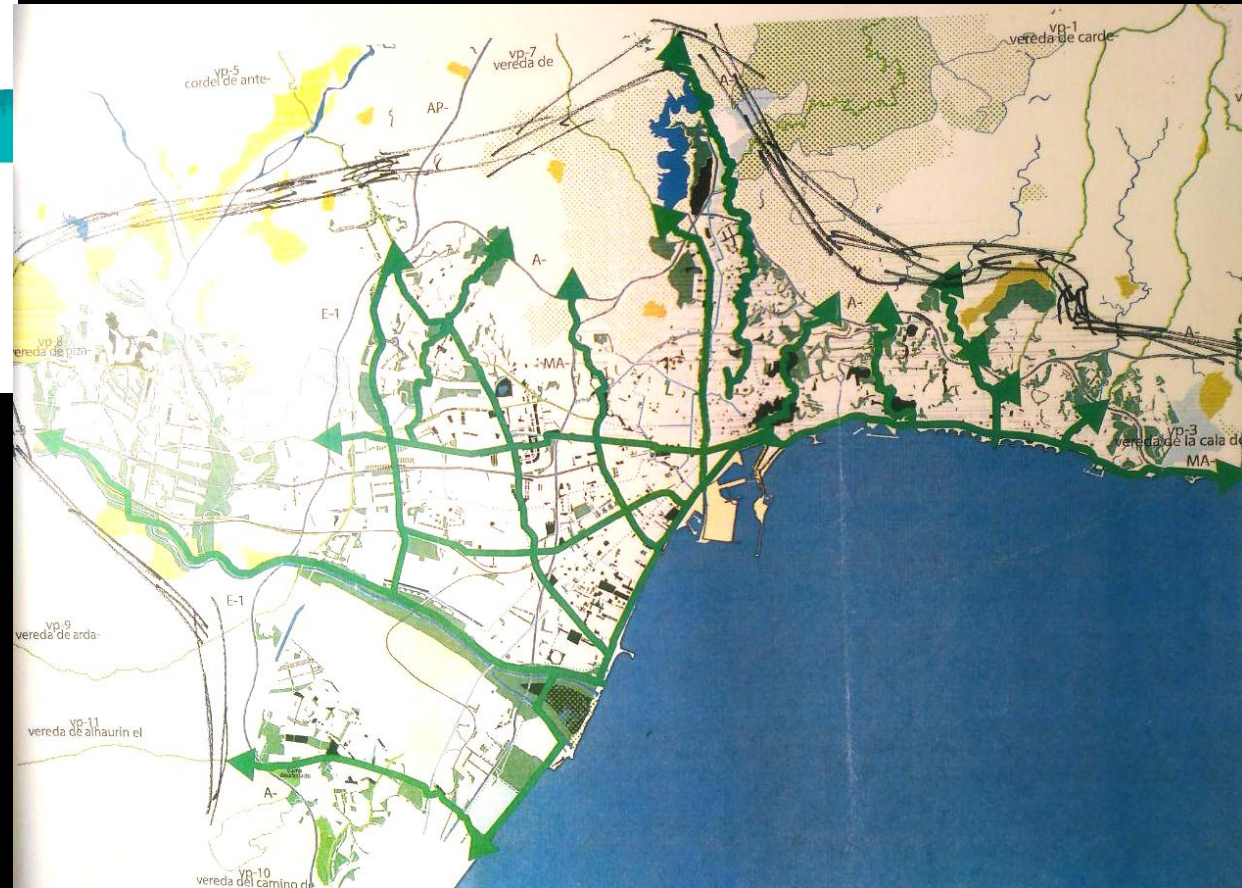 vp-1
vereda de carde-
vp-7
vereda de
vp-5
cordel de ante-
AP-
A-
A-
E-1
A-
MA-
A-
vereda de piza-
vp-3
vereda de la cala de
MA-
E-1
vp-9
vereda de arda-
vp-11
vereda de alhaurín el
A-
vp-10
vereda del camino de